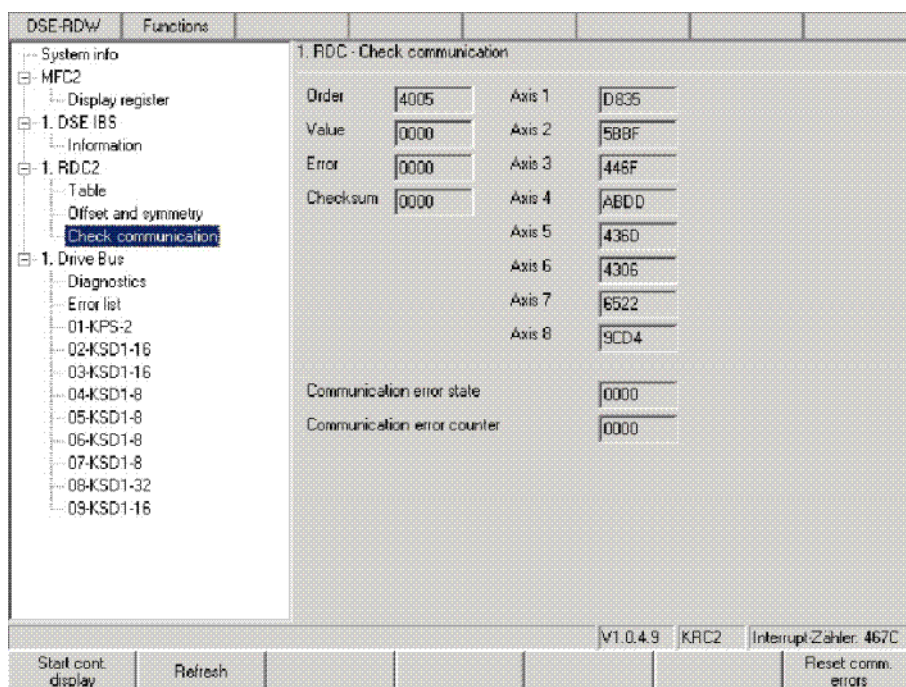 DSE-RDW Functions
System info
MFC2
Display register
1. DSE IBS
Information
1. RDC2
Table
Offset and symmetry
Check communication
1. Drive Bus
Diagnostics
Error list
01-KPS-2
02-KSD1-16
03-KSD1-16
04-KSD1-8
05-KSD1-8
06-KSD1-8
07-KSD1-8
08-KSD1-32
09-KSD1-16
1. RDC - Check communication
Order 4005 Axis 1 D835
Value 0000 Axis 2 5BBF
Error 0000 Axis 3 446F
Checksum 0000 Axis 4 ABDD
Axis 5 436D
Axis 6 4306
Axis 7 6522
Axis 8 9CD4
Communication error state 0000
Communication error counter 0000
V1.0.4.9 KRC2 Interrupt-Zähler: 467C
Start cont. display
Refresh
Reset comm. errors